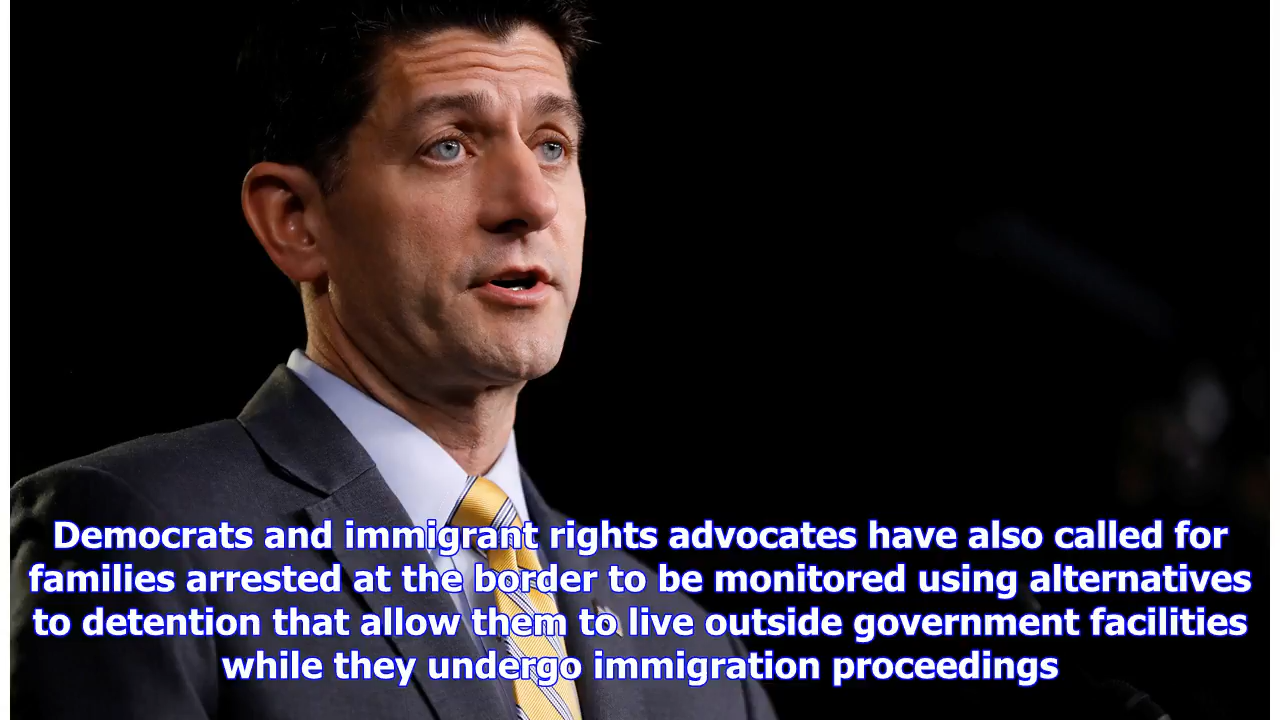 Democrats and immigrant rights advocates have also called for
families arrested at the border to be monitored using alternatives
to detention that allow them to live outside government facilities
while they undergo immigration proceedings